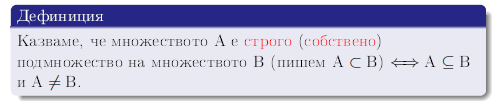 Дефиниция
Казваме, че множеството A е строго (собствено)
подмножество на множеството B (пишем A ⊂ B) ⟺ A ⊆ B
и A ≠ B.